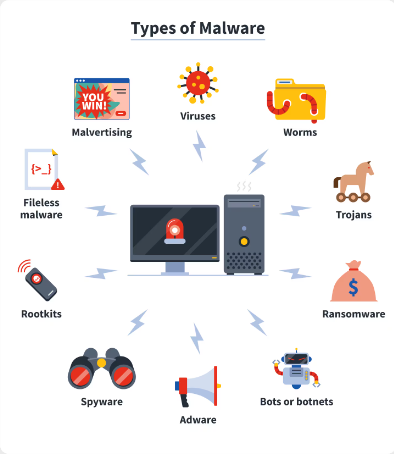 Types of Malware
YOU
WIN!
Malvertising
Viruses
Worms
{>_}
Fileless
malware
Trojans
Rootkits
$
Ransomware
Spyware
Adware
Bots or botnets